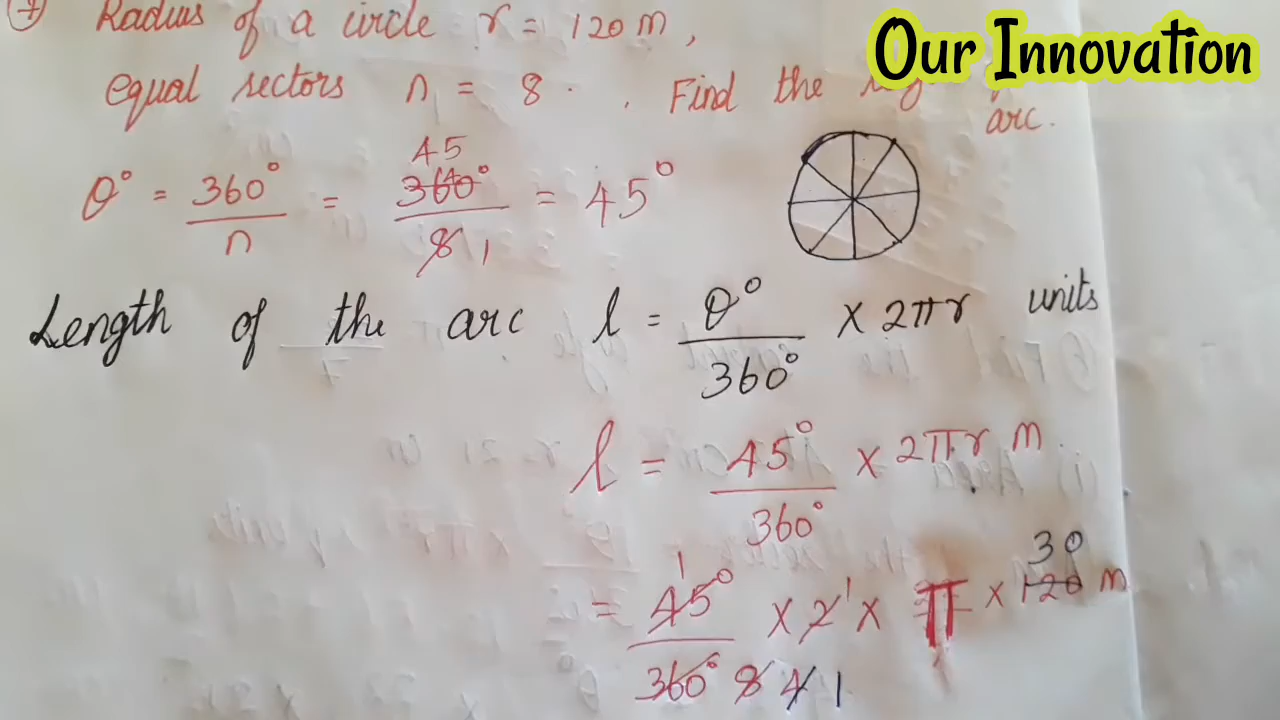 Our Innovation
7 Radius of a circle r = 120 m,
equal sectors n = 8. Find the
arc.
θ° = 360°/n = 360°/8 = 45°
45
1
Length of the arc l = θ°/360° × 2πr units
l = 45°/360° × 2πr m
= 45°/360° × 2 × π × 120 m
1
1
30
8 4 1